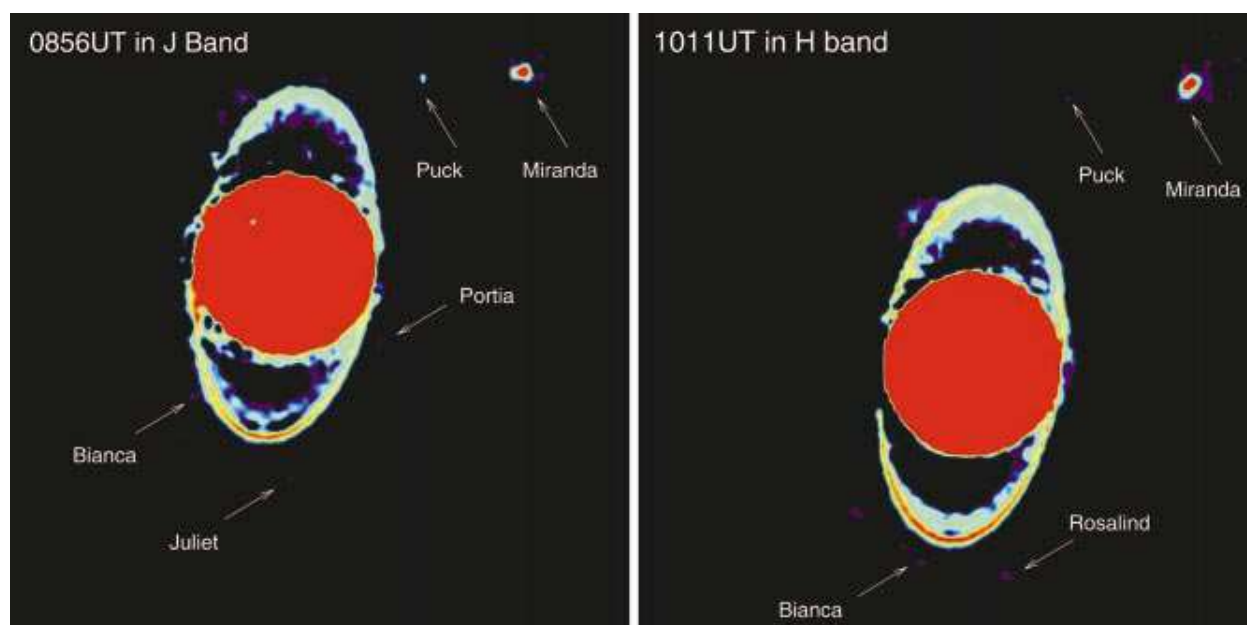 0856UT in J Band
Puck
Miranda
Portia
Bianca
Juliet
1011UT in H band
Puck
Miranda
Rosalind
Bianca